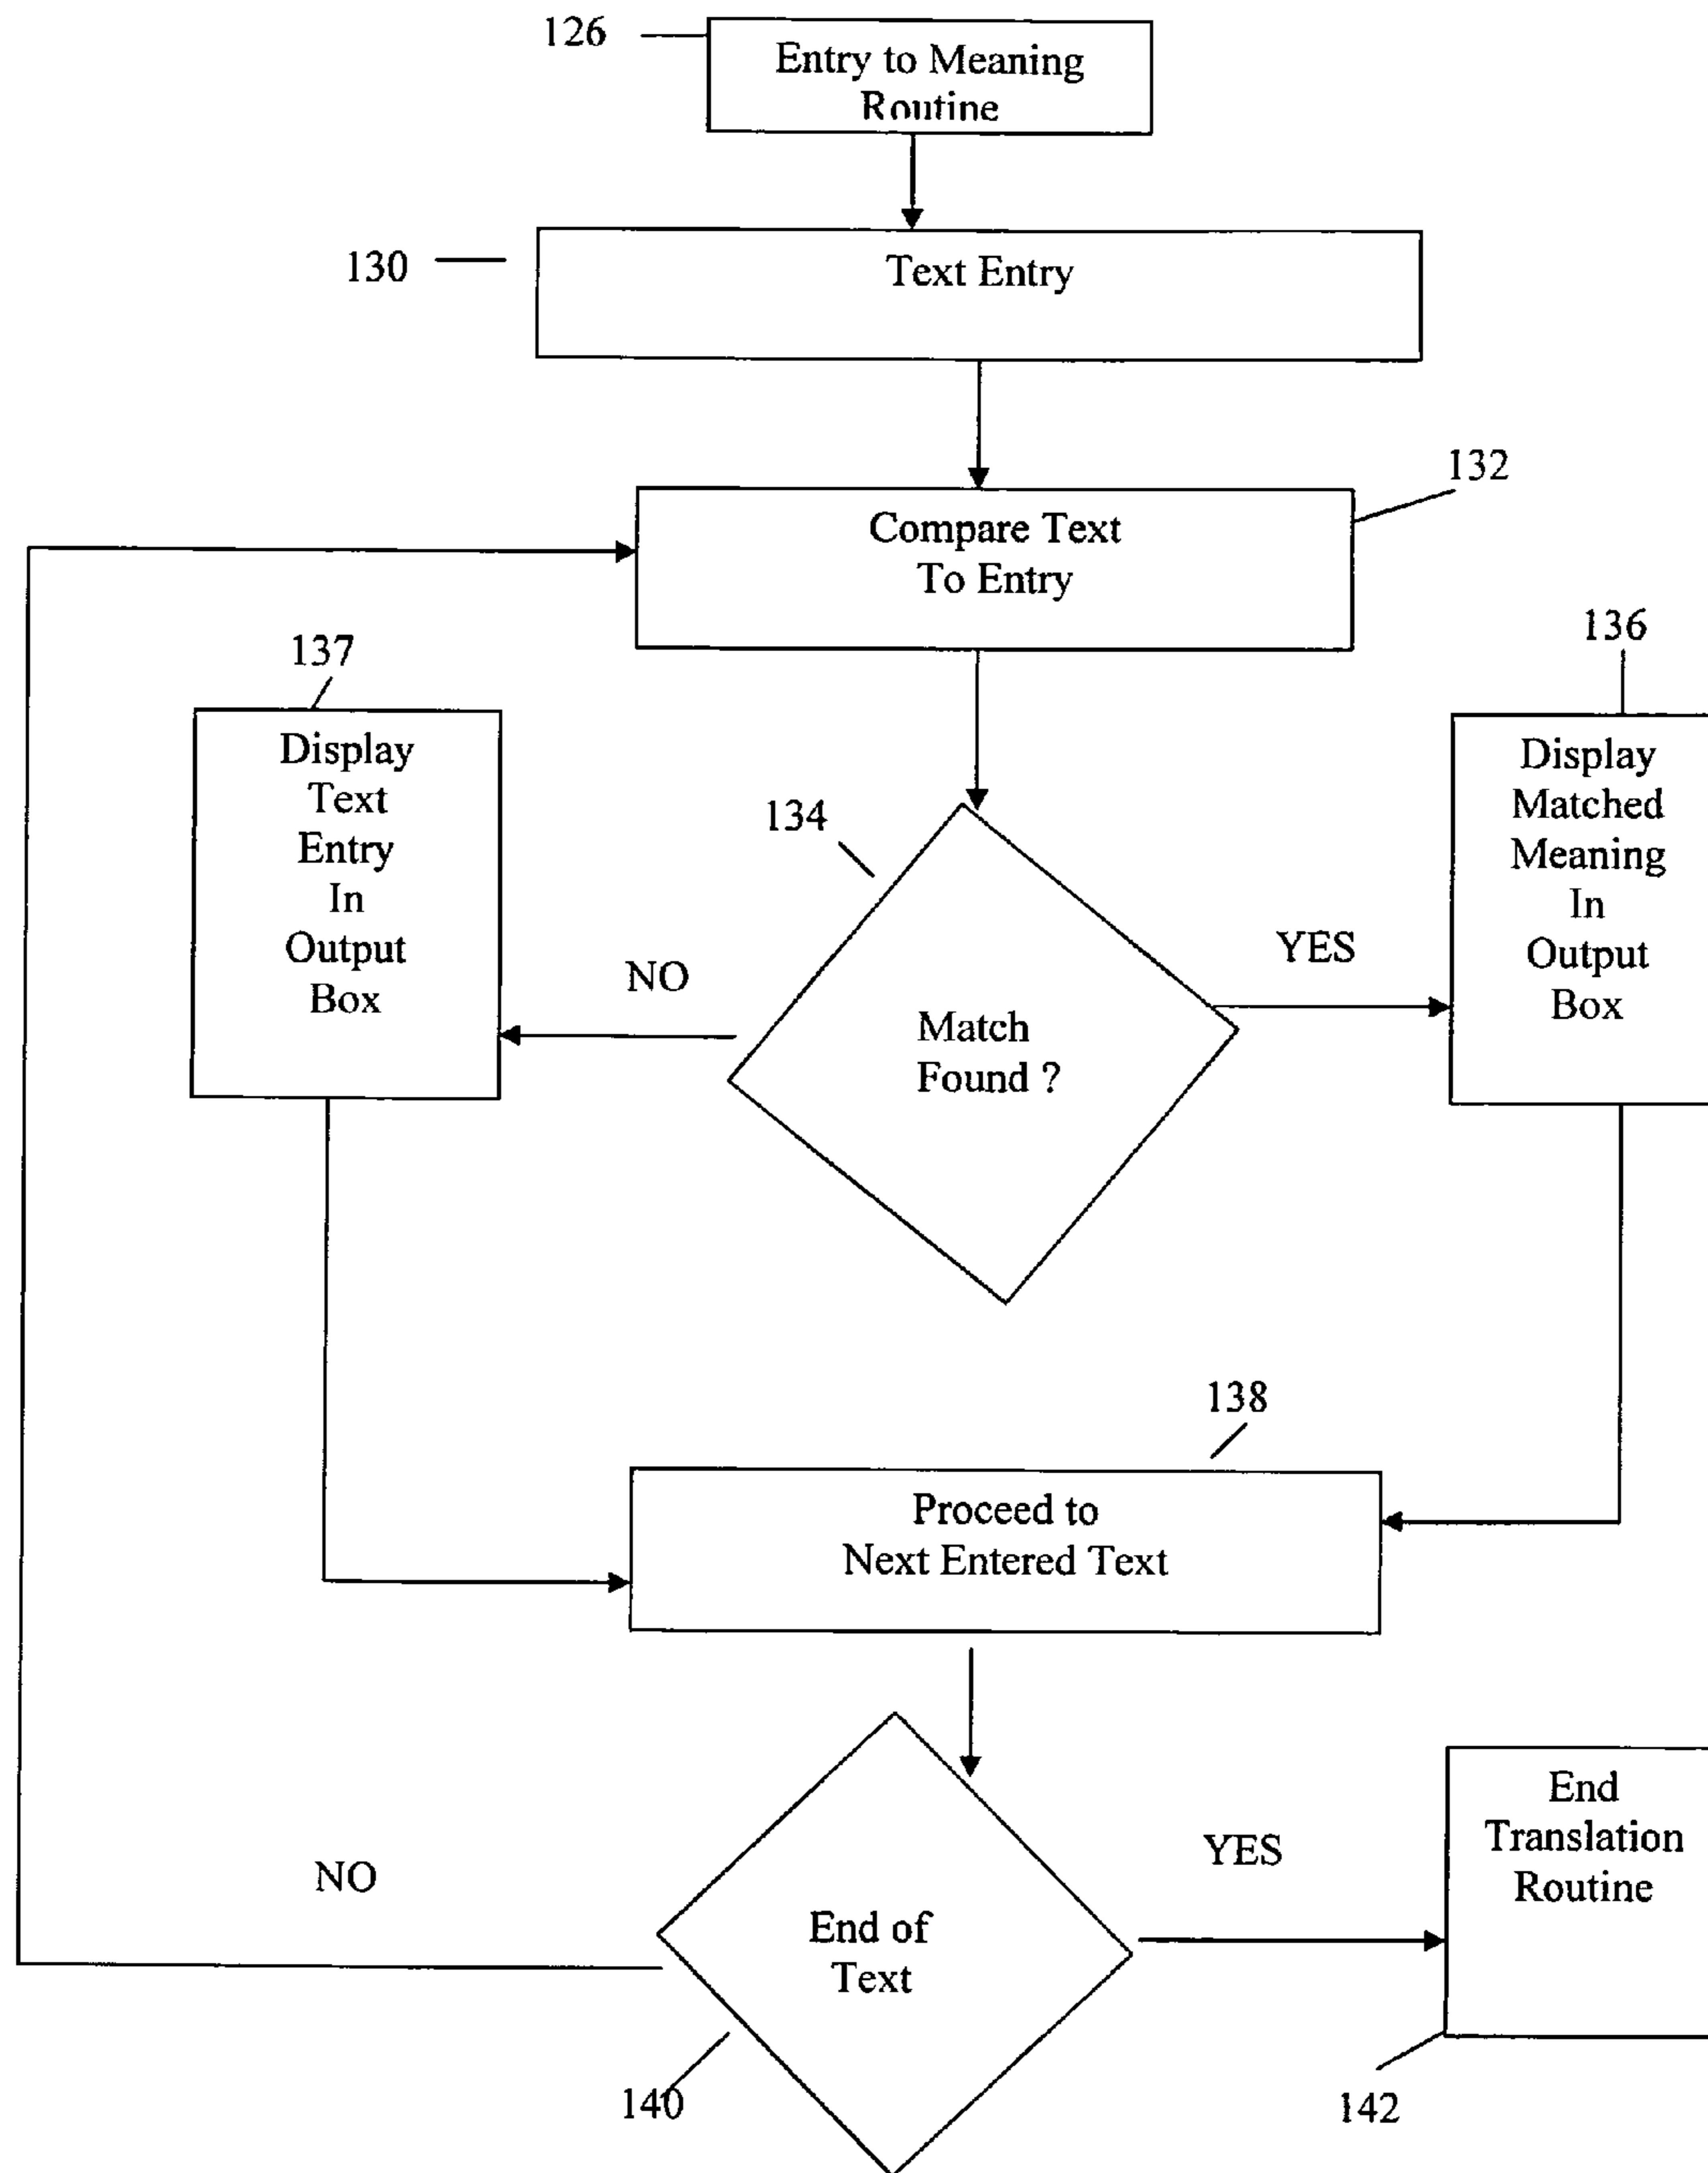 126
Entry to Meaning
Routine
130
Text Entry
132
Compare Text
To Entry
137
136
Display
Text
Entry
In
Output
Box
134
Display
Matched
Meaning
In
Output
Box
NO
YES
Match
Found ?
138
Proceed to
Next Entered Text
NO
YES
End of
Text
End
Translation
Routine
140
142